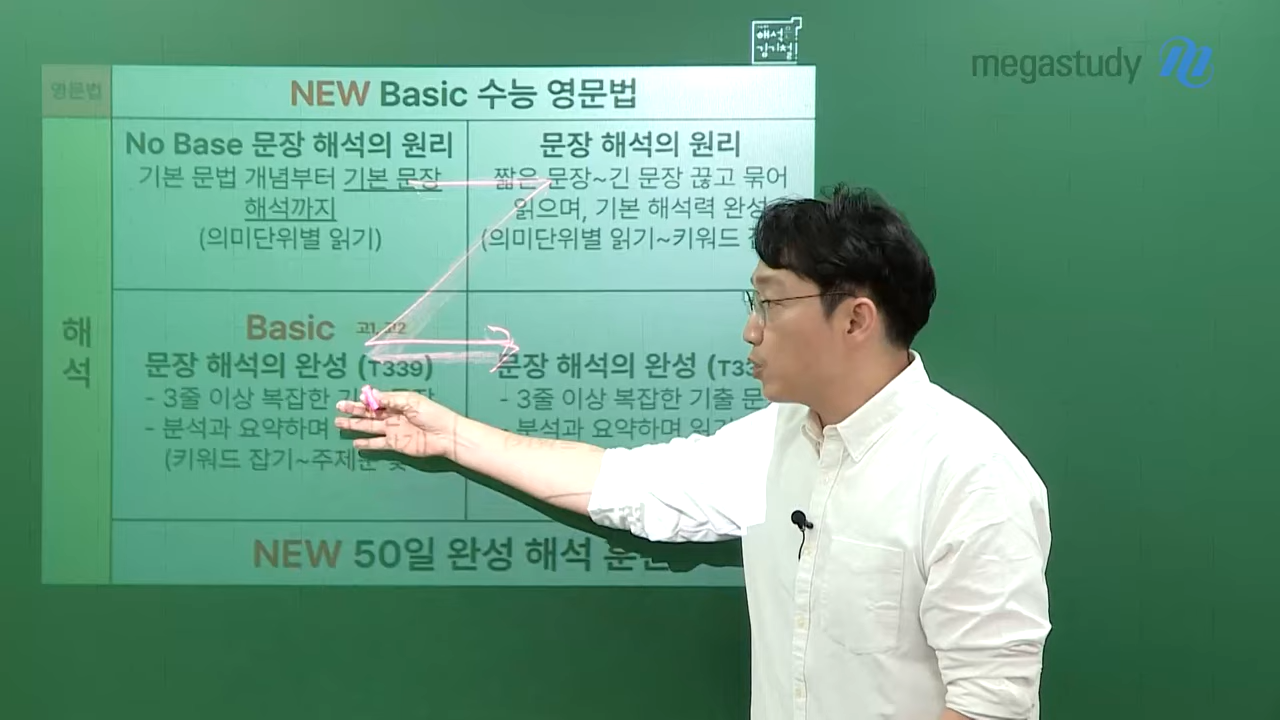 해석은
김기철
megastudy
영문법
NEW Basic 수능 영문법
해석
No Base 문장 해석의 원리
기본 문법 개념부터 기본 문장
해석까지
(의미단위별 읽기)
문장 해석의 원리
짧은 문장~긴 문장 끊고 묶어
읽으며, 기본 해석력 완성
(의미단위별 읽기~키워드
Basic 고1, 고2
문장 해석의 완성 (T339)
- 3줄 이상 복잡한
- 분석과 요약하며
(키워드 잡기~주제문
문장 해석의 완성
- 3줄 이상 복잡한 기출
- 분석과 요약하며
NEW 50일 완성 해석